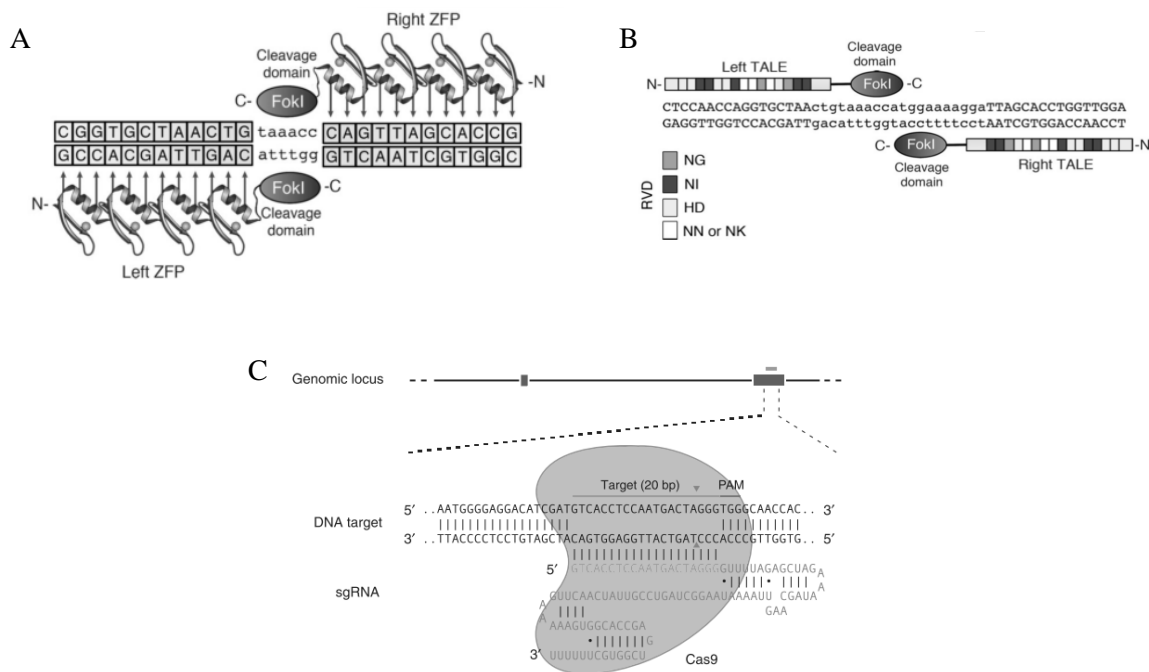 A
Right ZFP
Cleavage
domain
-N
C- FokI
CGGTGCTAACTG taaacc CAGTTAGCACCG
GCCACGATTGAC atttgg GTCAATCGTGGC
FokI -C
N-
Cleavage
domain
Left ZFP
B
Cleavage
domain
Left TALE
N- FokI -C
CTCCAACCAGGTGCTAActgtaaaccatggaaaaggaTTAGCACCTGGTTGGA
GAGGTTGGTCCACGATTgacatttggtaccttttcctAATCGTGGACCAACCT
C- FokI -N
Cleavage
domain
Right TALE
RVD
NG
NI
HD
NN or NK
C
Genomic locus
Target (20 bp) PAM
DNA target
5′ ..AATGGGGAGGACATCGATGTCACCTCCAATGACTAGGGTGGGCAACCAC.. 3′
3′ ..TTACCCCTCCTGTAGCTACAGTGGAGGTTACTGATCCCACCCGTTGGTG.. 5′
sgRNA
5′ GTCACCTCCAATGACTAGGGGUUUUAGAGCUAG
A
A
GUUCAACUAUUGCCUGAUCGGAAUAAAAUU CGAUA
GAA
A
A
AAAGUGGCACCGA
G
3′ UUUUUUCGUGGCU
Cas9